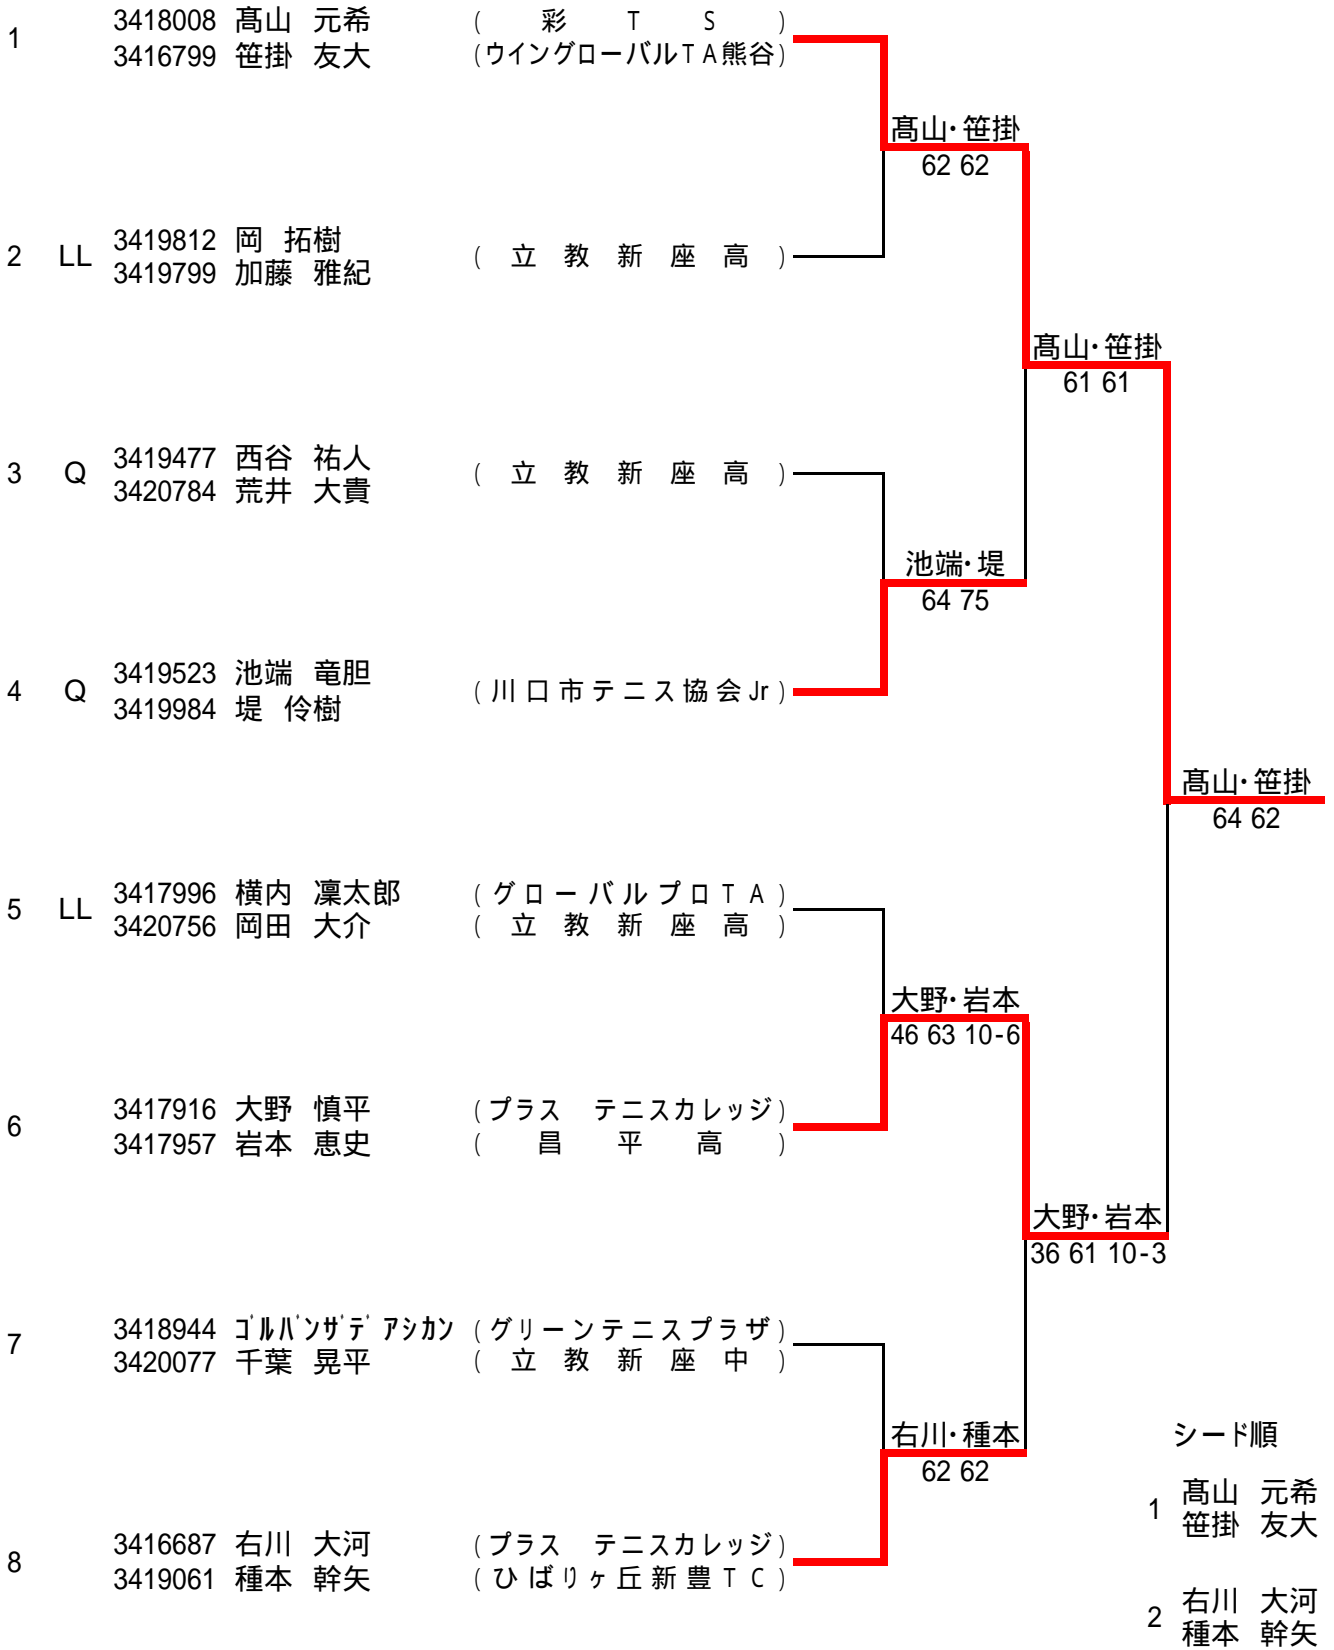 1 3418008 髙山 元希 ( 彩 T S )
3416799 笹掛 友大 (ウイングローバルTA熊谷)
髙山・笹掛
62 62
2 LL 3419812 岡 拓樹 ( 立 教 新 座 高 )
3419799 加藤 雅紀
髙山・笹掛
61 61
3 Q 3419477 西谷 祐人 ( 立 教 新 座 高 )
3420784 荒井 大貴
池端・堤
64 75
4 Q 3419523 池端 竜胆 (川口市テニス協会Jr)
3419984 堤 伶樹
髙山・笹掛
64 62
5 LL 3417996 横内 凜太郎 (グローバルプロTA)
3420756 岡田 大介 ( 立 教 新 座 高 )
大野・岩本
46 63 10-6
6 3417916 大野 慎平 (プラス テニスカレッジ)
3417957 岩本 恵史 ( 昌 平 高 )
大野・岩本
36 61 10-3
7 3418944 ゴルバンザデ アシカン (グリーンテニスプラザ)
3420077 千葉 晃平 ( 立 教 新 座 中 )
右川・種本
62 62
8 3416687 右川 大河 (プラス テニスカレッジ)
3419061 種本 幹矢 (ひばりヶ丘新豊TC)
シード順
1 髙山 元希
笹掛 友大
2 右川 大河
種本 幹矢